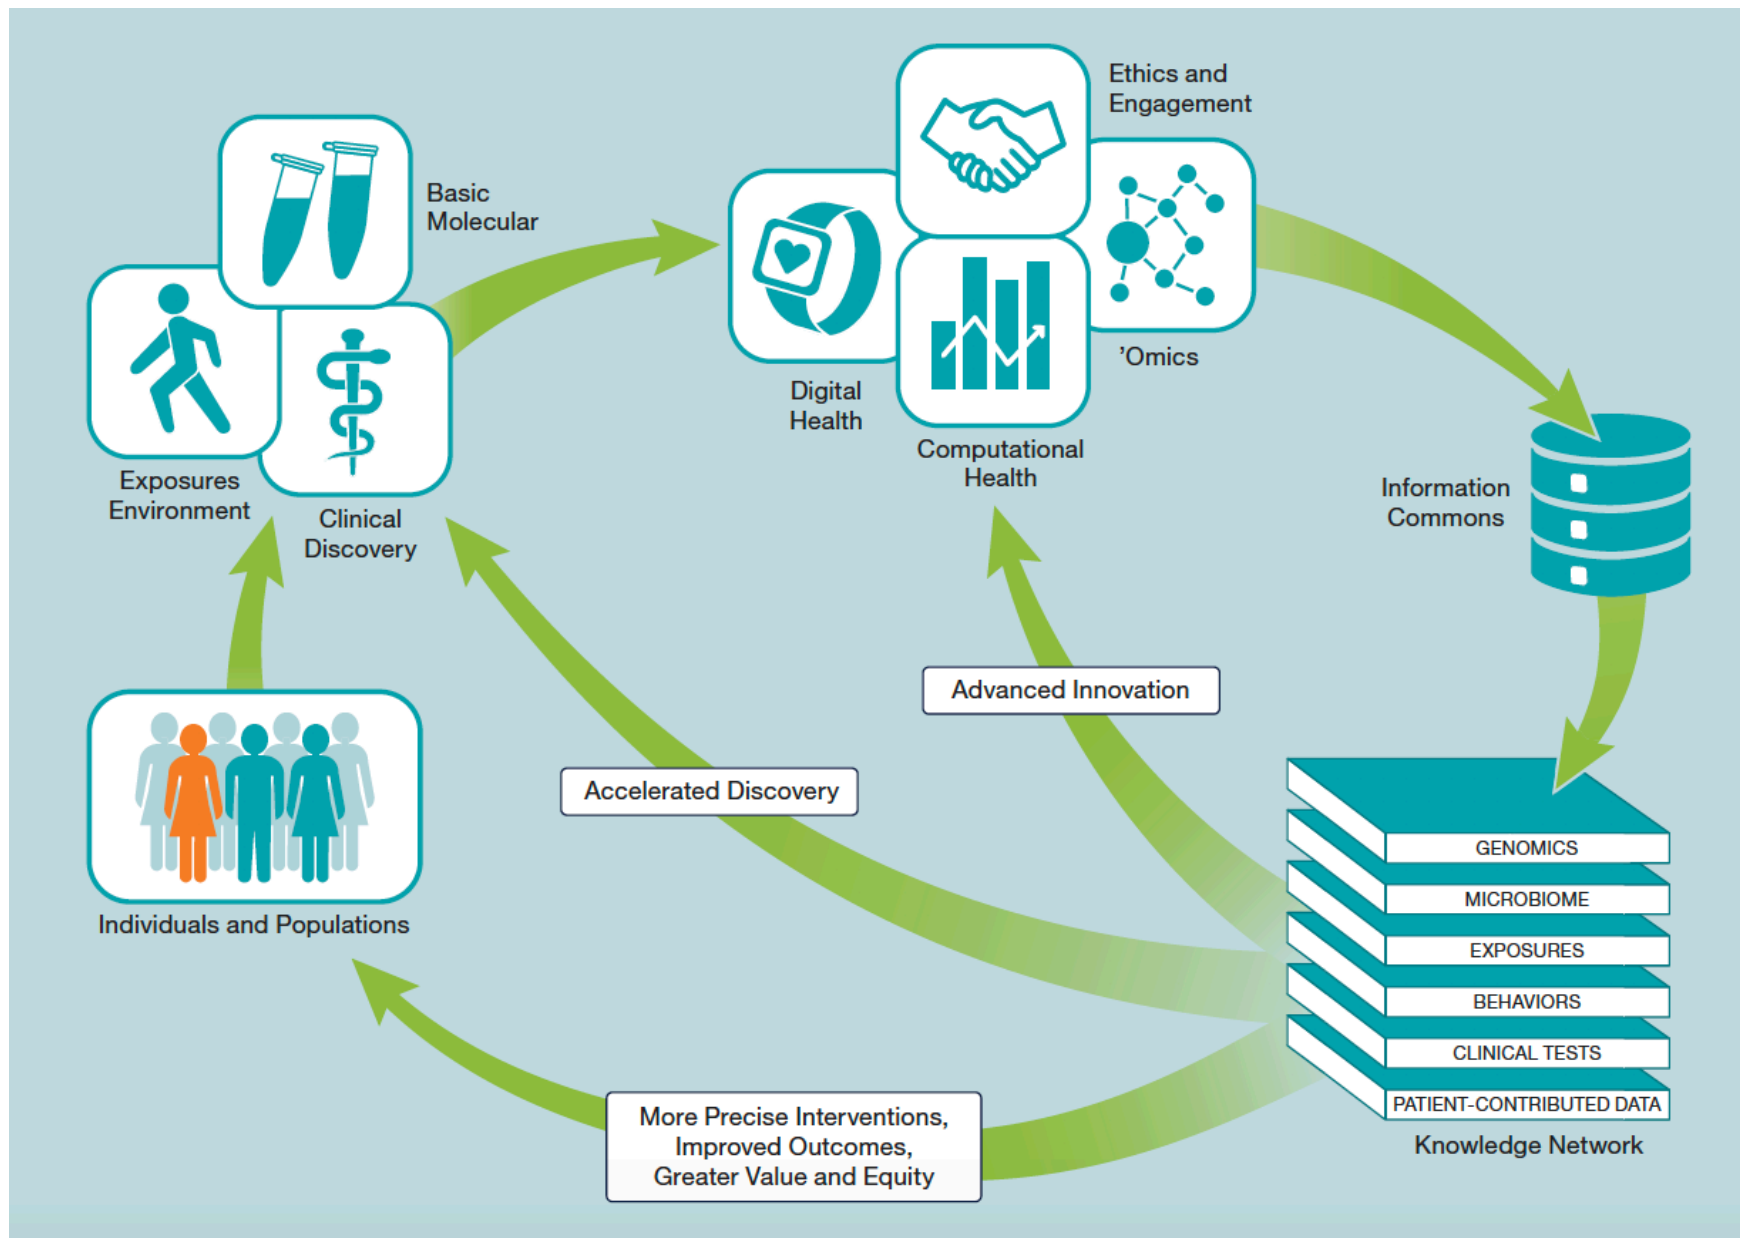 Ethics and
Engagement
Basic
Molecular
'Omics
Digital
Health
Computational
Health
Exposures
Environment
Clinical
Discovery
Information
Commons
Advanced Innovation
Accelerated Discovery
Individuals and Populations
GENOMICS
MICROBIOME
EXPOSURES
BEHAVIORS
CLINICAL TESTS
PATIENT-CONTRIBUTED DATA
Knowledge Network
More Precise Interventions,
Improved Outcomes,
Greater Value and Equity